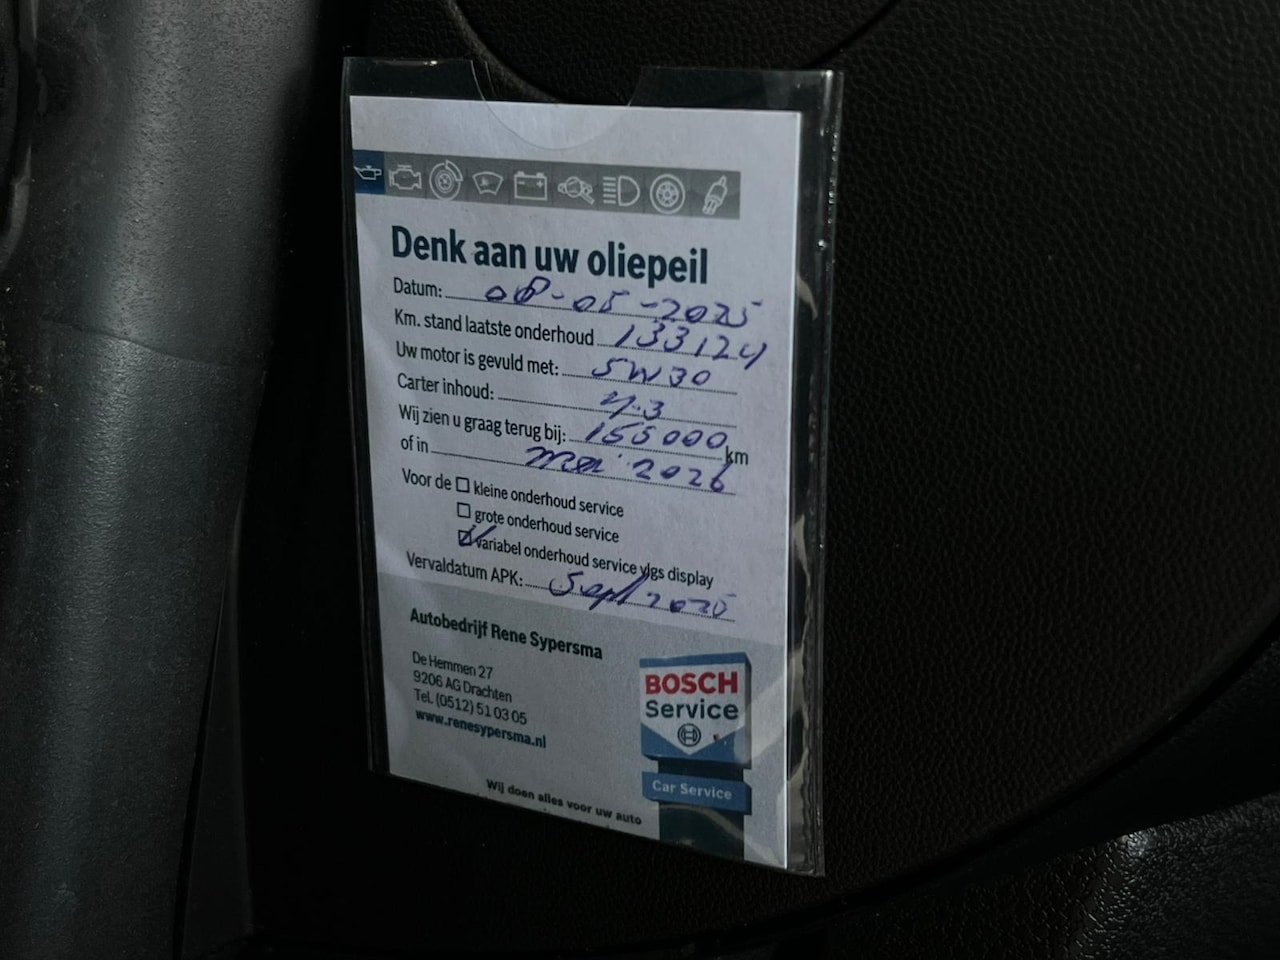 Denk aan uw oliepeil
Datum: 08-05-2025
Km. stand laatste onderhoud 133124
Uw motor is gevuld met: 5W30
Carter inhoud: 4.3
Wij zien u graag terug bij: 155000 km
of in mei 2026
Voor de ☐ kleine onderhoud service
☐ grote onderhoud service
☑ variabel onderhoud service vlgs display
Vervaldatum APK: Sept 2025
Autobedrijf Rene Sypersma
De Hemmen 27
9206 AG Drachten
Tel. (0512) 51 03 05
www.renesypersma.nl
BOSCH
Service
Car Service
Wij doen alles voor uw auto